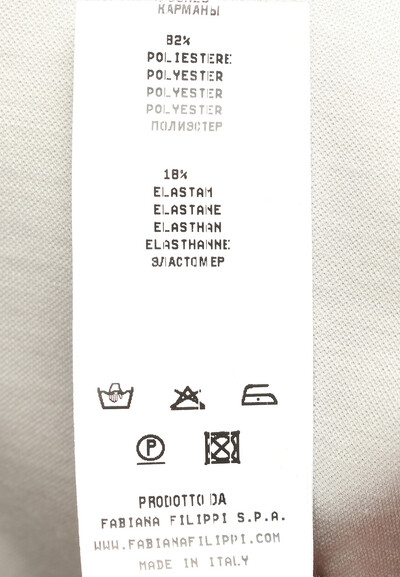 КАРМАНЫ
82%
POLIESTERE
POLYESTER
POLYESTER
POLYESTER
ПОЛИЭСТЕР
18%
ELASTAM
ELASTANE
ELASTHAN
ELASTHANNE
ЭЛАСТОМЕР
P
PRODOTTO DA
FABIANA FILIPPI S.P.A.
WWW.FABIANAFILIPPI.COM
MADE IN ITALY